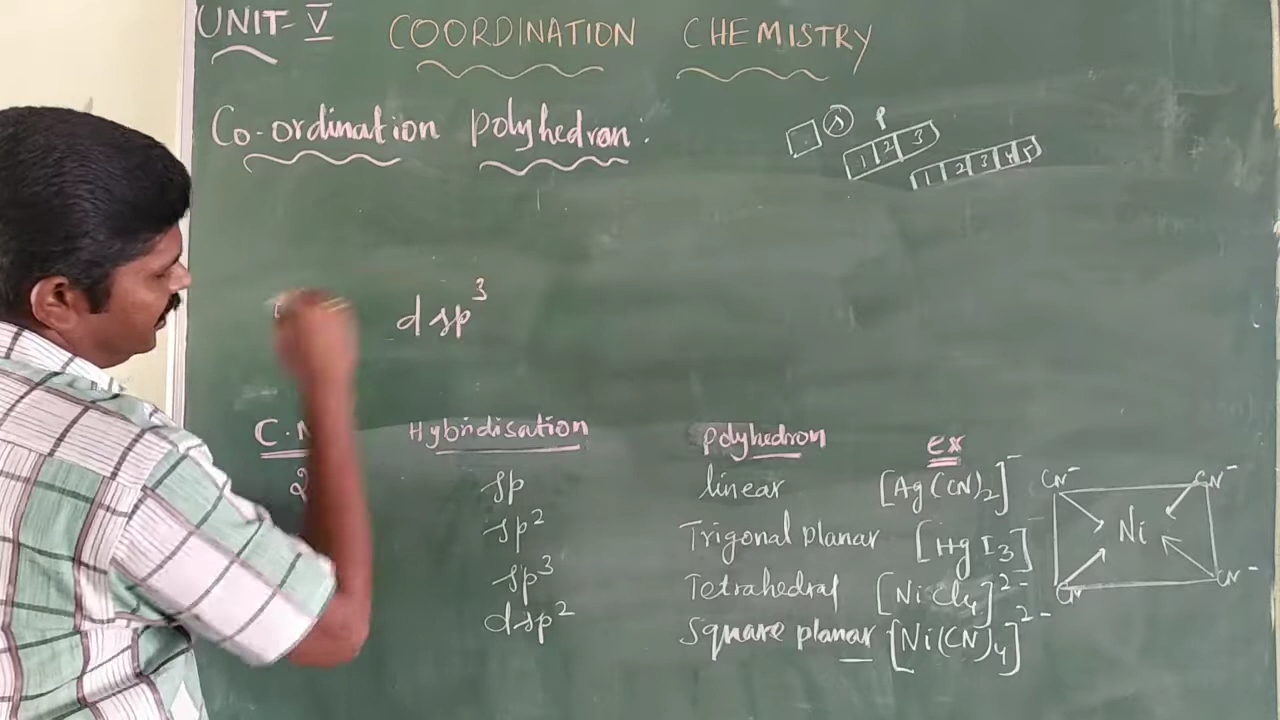 UNIT-V COORDINATION CHEMISTRY
Co-ordination polyhedron:
s p
1 2 3
1 2 3 4 5
dsp³
Hybridisation polyhedron ex
2 sp linear [Ag(CN)₂]⁻
sp² Trigonal planar [HgI₃]⁻
sp³ Tetrahedral [NiCl₄]²⁻
dsp² Square planar [Ni(CN)₄]²⁻
CN⁻ CN⁻
Ni
CN⁻